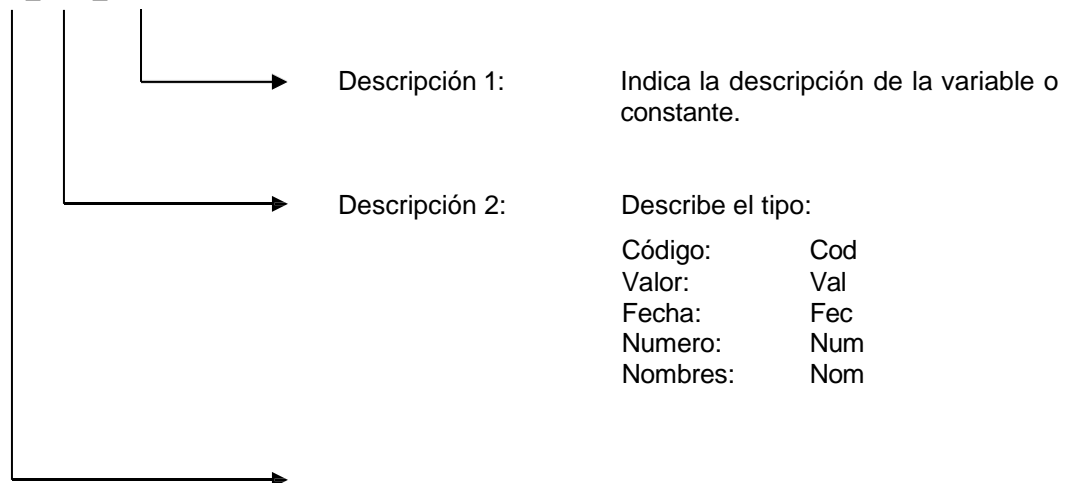 Descripción 1: Indica la descripción de la variable o
constante.
Descripción 2: Describe el tipo:
Código: Cod
Valor: Val
Fecha: Fec
Numero: Num
Nombres: Nom